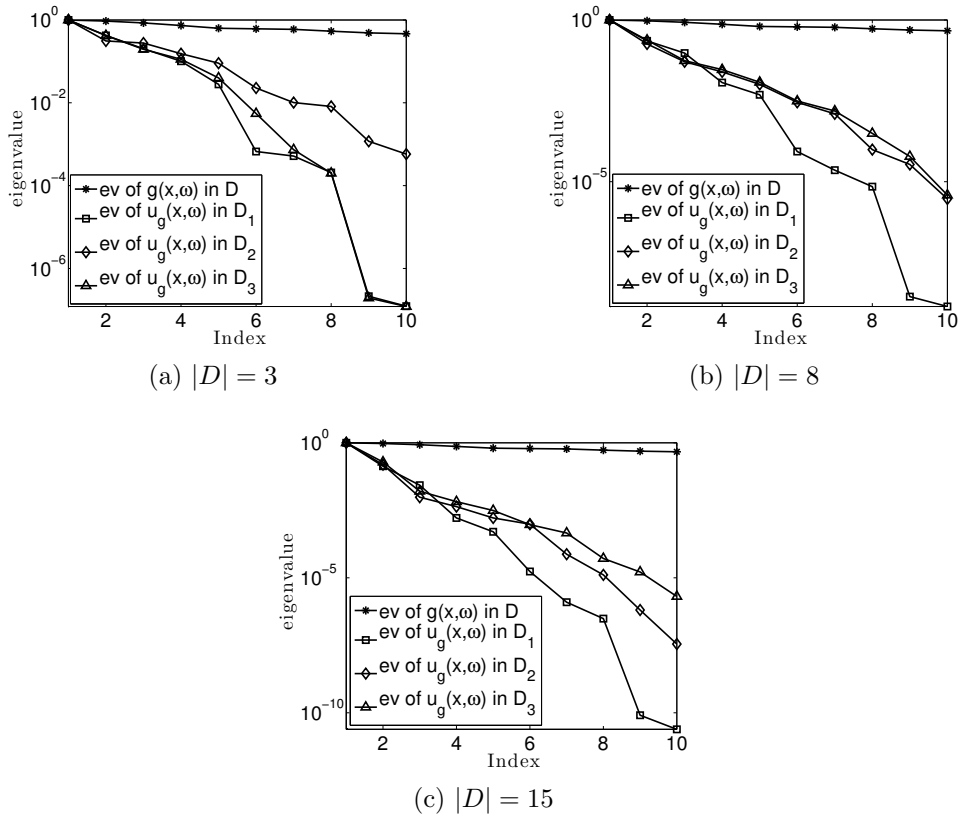 10^0
10^-2
10^-4
10^-6
eigenvalue
ev of g(x,ω) in D
ev of u_g(x,ω) in D_1
ev of u_g(x,ω) in D_2
ev of u_g(x,ω) in D_3
2 4 6 8 10
Index
(a) |D| = 3
10^0
10^-5
eigenvalue
ev of g(x,ω) in D
ev of u_g(x,ω) in D_1
ev of u_g(x,ω) in D_2
ev of u_g(x,ω) in D_3
2 4 6 8 10
Index
(b) |D| = 8
10^0
10^-5
10^-10
eigenvalue
ev of g(x,ω) in D
ev of u_g(x,ω) in D_1
ev of u_g(x,ω) in D_2
ev of u_g(x,ω) in D_3
2 4 6 8 10
Index
(c) |D| = 15